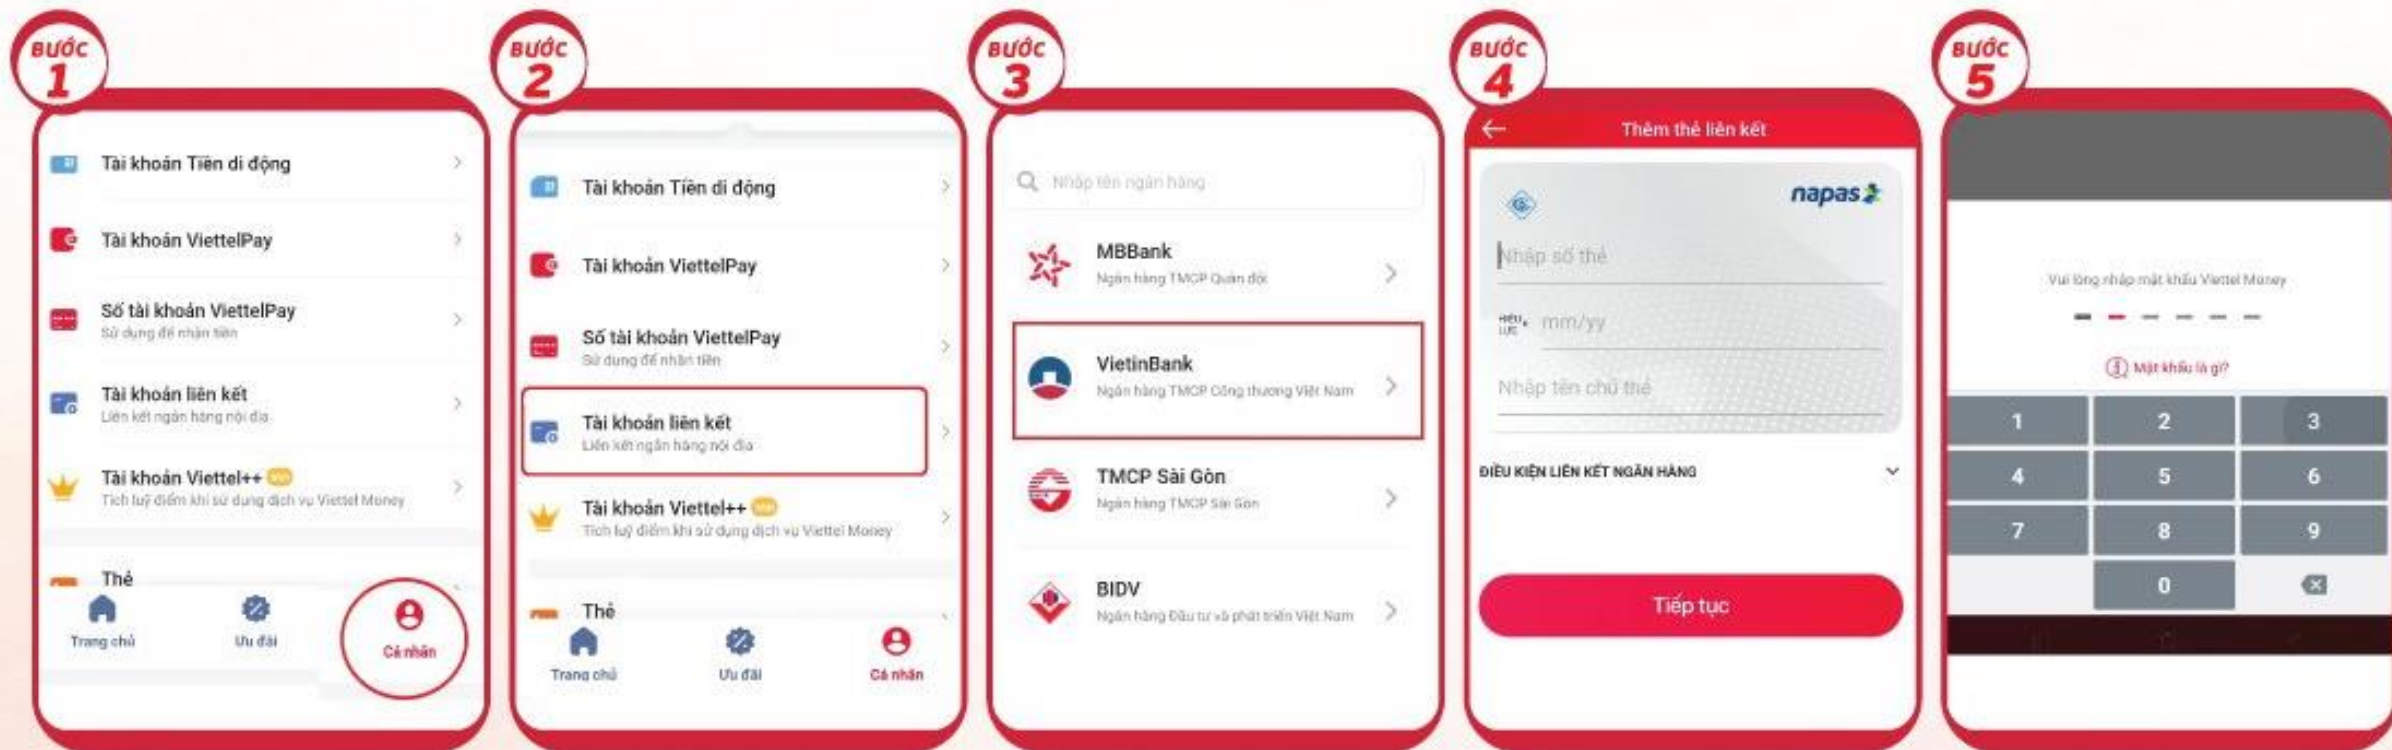 BƯỚC
1
Tài khoản Tiền di động
Tài khoản ViettelPay
Số tài khoản ViettelPay
Sử dụng để nhận tiền
Tài khoản liên kết
Liên kết ngân hàng nội địa
Tài khoản Viettel++
Tích luỹ điểm khi sử dụng dịch vụ Viettel Money
Thẻ
Trang chủ
Ưu đãi
Cá nhân
BƯỚC
2
Tài khoản Tiền di động
Tài khoản ViettelPay
Số tài khoản ViettelPay
Sử dụng để nhận tiền
Tài khoản liên kết
Liên kết ngân hàng nội địa
Tài khoản Viettel++
Tích luỹ điểm khi sử dụng dịch vụ Viettel Money
Thẻ
Trang chủ
Ưu đãi
Cá nhân
BƯỚC
3
Nhập tên ngân hàng
MBBank
Ngân hàng TMCP Quân đội
VietinBank
Ngân hàng TMCP Công thương Việt Nam
TMCP Sài Gòn
Ngân hàng TMCP Sài Gòn
BIDV
Ngân hàng Đầu tư và phát triển Việt Nam
BƯỚC
4
Thêm thẻ liên kết
napas
Nhập số thẻ
HIỆU
LỰC
mm/yy
Nhập tên chủ thẻ
ĐIỀU KIỆN LIÊN KẾT NGÂN HÀNG
Tiếp tục
BƯỚC
5
Vui lòng nhập mật khẩu Viettel Money
Mật khẩu là gì?
1 2 3
4 5 6
7 8 9
0